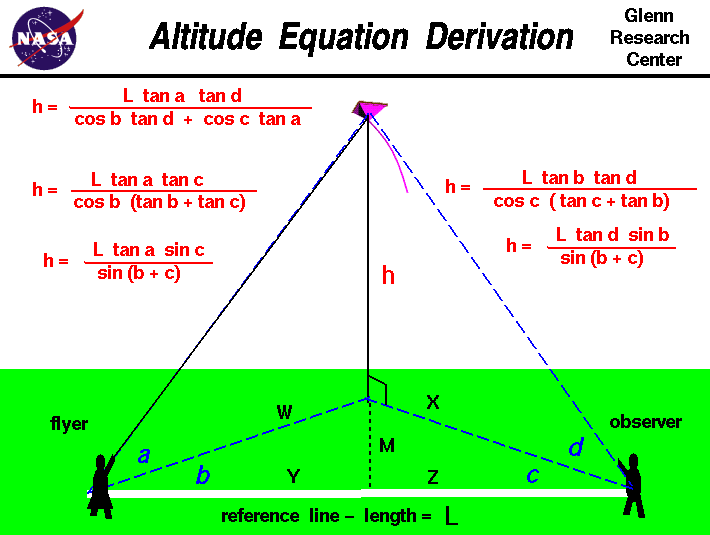 NASA
Altitude Equation Derivation
Glenn
Research
Center
h = L tan a tan d
cos b tan d + cos c tan a
h = L tan a tan c
cos b (tan b + tan c)
h = L tan a sin c
sin (b + c)
h = L tan b tan d
cos c ( tan c + tan b)
h = L tan d sin b
sin (b + c)
h
flyer
W
X
observer
a
M
d
b
Y
Z
c
reference line – length = L